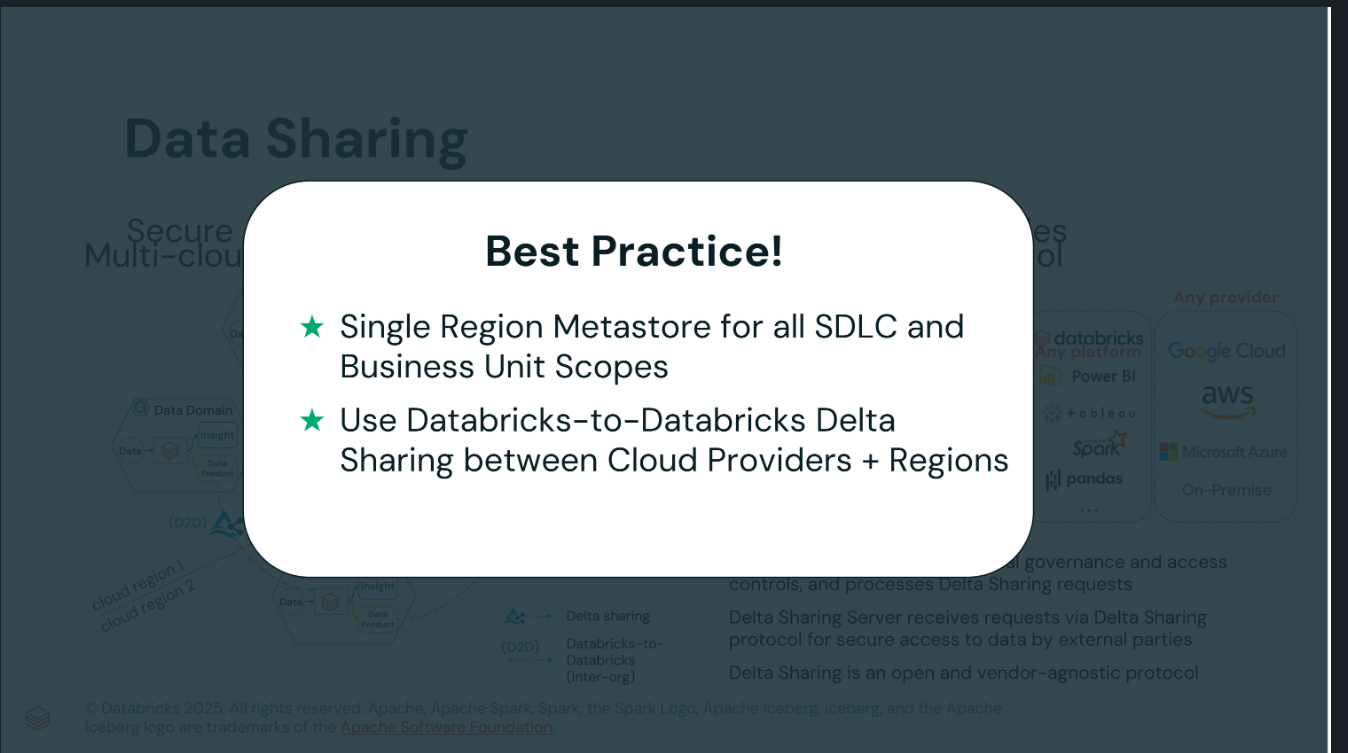 Data Sharing
Secure
es
Multi-clou
ol
Best Practice!
Single Region Metastore for all SDLC and
Business Unit Scopes
Use Databricks-to-Databricks Delta
Sharing between Cloud Providers + Regions
Any provider
databricks
Any platform
Power BI
+ a b l e a u
Spark
pandas
...
Google Cloud
aws
Microsoft Azure
On-Premise
Data Domain
Data
Insight
Data
Product
(D2D)
cloud region 1
cloud region 2
Data
Insight
Data
Product
Delta sharing
(D2D)
Databricks-to-
Databricks
(inter-org)
al governance and access
controls, and processes Delta Sharing requests
Delta Sharing Server receives requests via Delta Sharing
protocol for secure access to data by external parties
Delta Sharing is an open and vendor-agnostic protocol
© Databricks 2025. All rights reserved. Apache, Apache Spark, Spark, the Spark Logo, Apache Iceberg, Iceberg, and the Apache
Iceberg logo are trademarks of the Apache Software Foundation.